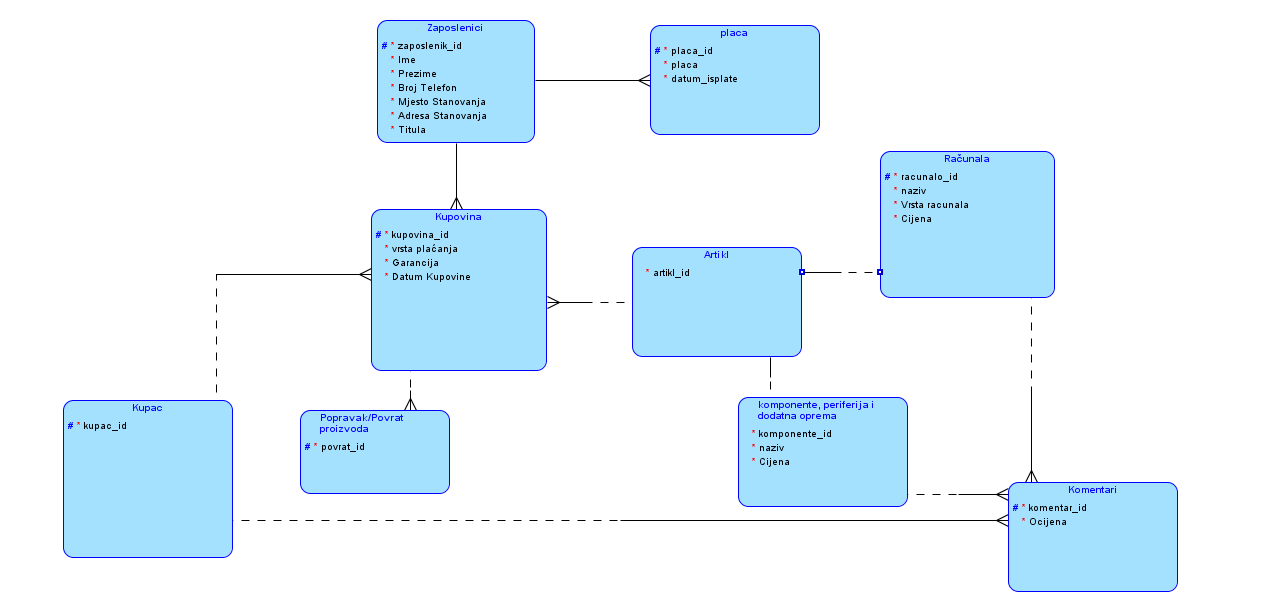 Zaposlenici
# * zaposlenik_id
* Ime
* Prezime
* Broj Telefon
* Mjesto Stanovanja
* Adresa Stanovanja
* Titula
placa
# * placa_id
* placa
* datum_isplate
Računala
# * racunalo_id
* naziv
* Vrsta racunala
* Cijena
Kupovina
# * kupovina_id
* vrsta plaćanja
* Garancija
* Datum Kupovine
Artikl
* artikl_id
Kupac
# * kupac_id
Popravak/Povrat
proizvoda
# * povrat_id
komponente, periferija i
dodatna oprema
* komponente_id
* naziv
* Cijena
Komentari
# * komentar_id
* Ocijena